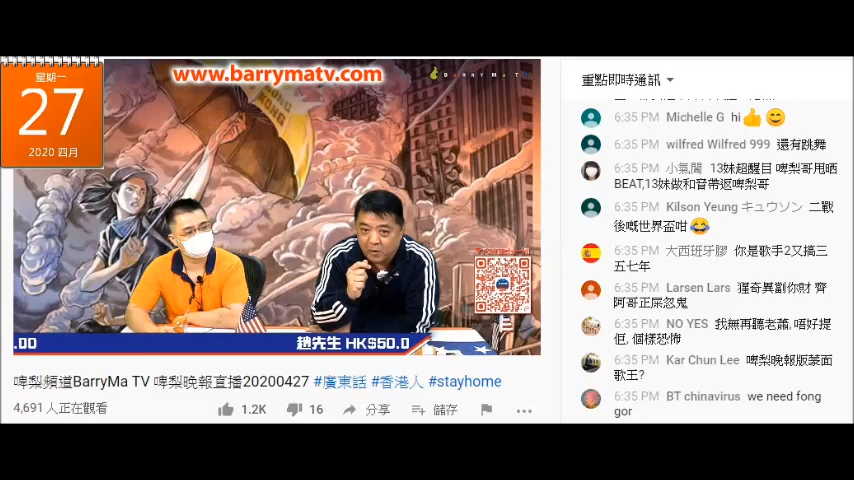 星期一
27
2020 四月
www.barrymatv.com
BARRY MA TV
HONG KONG
.00
趙先生 HK$50.0
啤梨頻道BarryMa TV 啤梨晚報直播20200427 #廣東話 #香港人 #stayhome
4,691 人正在觀看
1.2K
16
分享
儲存
重點即時通訊
6:35 PM Michelle G hi👍😊
6:35 PM wilfred Wilfred 999 還有跳舞
6:35 PM 小氣閥 13妹超醒目 啤梨哥甩晒
BEAT,13妹做和音帶返啤梨哥
6:35 PM Kilson Yeung キュウソン 二戰
後嘅世界盃咁😂
6:35 PM 大西班牙膠 你是歌手2又搞三
五七年
6:35 PM Larsen Lars 獾奇異劉你財 齊
阿哥正屎忽鬼
6:35 PM NO YES 我無再聽老蕭, 唔好提
佢, 個樣恐怖
6:35 PM Kar Chun Lee 啤梨晚報版蒙面
歌王?
6:35 PM BT chinavirus we need fong
gor